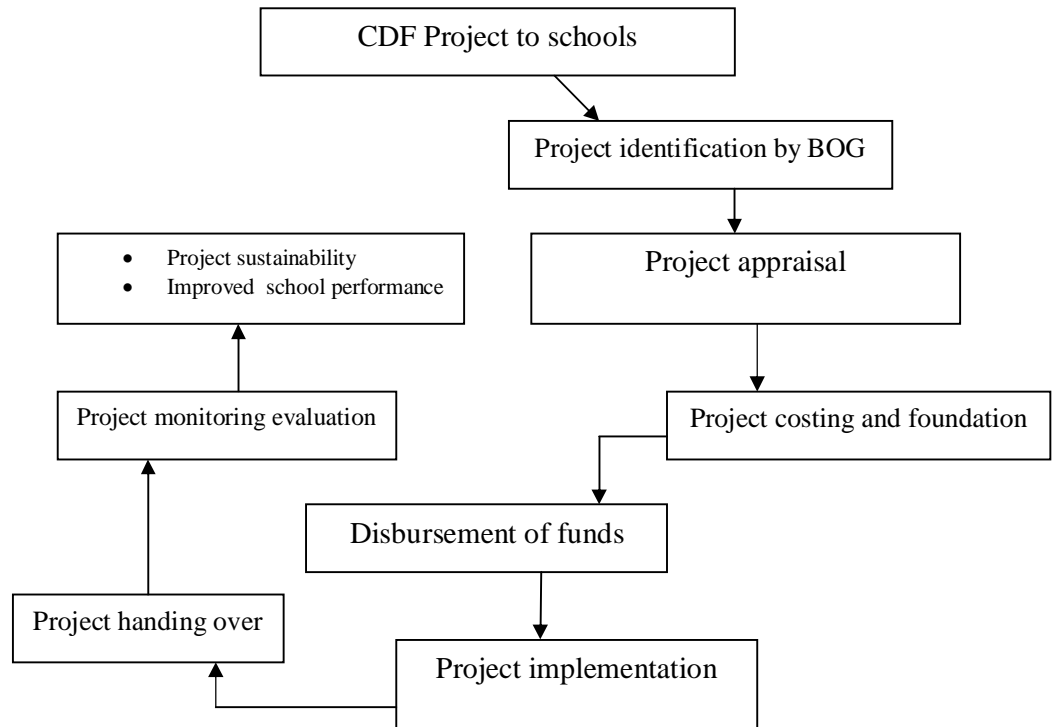 CDF Project to schools
Project identification by BOG
Project appraisal
Project costing and foundation
Disbursement of funds
Project implementation
Project handing over
Project monitoring evaluation
• Project sustainability
• Improved school performance